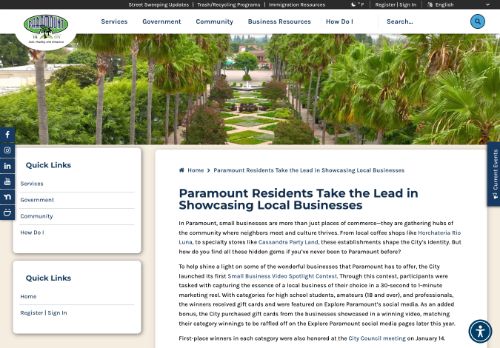 Street Sweeping Updates | Trash/Recycling Programs | Immigration Resources
°F
Register | Sign In
English
PARAMOUNT
Services
Government
Community
Business Resources
How Do I
Search...
Current Events
Quick Links
Services
Government
Community
How Do I
Quick Links
Home
Register | Sign In
Home > Paramount Residents Take the Lead in Showcasing Local Businesses
Paramount Residents Take the Lead in
Showcasing Local Businesses
In Paramount, small businesses are more than just places of commerce—they are gathering hubs of
the community where neighbors meet and culture thrives. From local coffee shops like Horchateria Rio
Luna, to specialty stores like Cassandra Party Land, these establishments shape the City's identity. But
how do you find all these hidden gems if you've never been to Paramount before?
To help shine a light on some of the wonderful businesses that Paramount has to offer, the City
launched its first Small Business Video Spotlight Contest. Through this contest, participants were
tasked with capturing the essence of a local business of their choice in a 30-second to 1-minute
marketing reel. With categories for high school students, amateurs (18 and over), and professionals,
the winners received gift cards and were featured on Explore Paramount's social media. As an added
bonus, the City purchased gift cards from the businesses showcased in a winning video, matching
their category winnings to be raffled off on the Explore Paramount social media pages later this year.
First-place winners in each category were also honored at the City Council meeting on January 14.